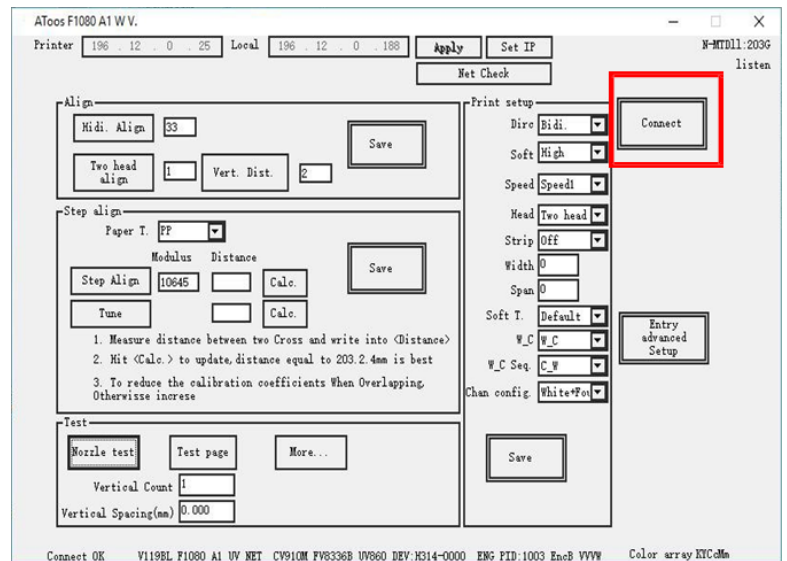 AToos F1080 A1 W V.
Printer 196 . 12 . 0 . 25 Local 196 . 12 . 0 . 188 Apply Set IP N-MTDll:203G
Net Check listen
Align
Midi. Align 33
Save
Two head align 1 Vert. Dist. 2
Step align
Paper T. PP
Modulus Distance
Step Align 10645 Calc. Save
Tune Calc.
1. Measure distance between two Cross and write into <Distance>
2. Hit <Calc. > to update, distance equal to 203.2.4mm is best
3. To reduce the calibration coefficients When Overlapping,
Otherwisse increse
Test
Nozzle test Test page More...
Vertical Count 1
Vertical Spacing(mm) 0.000
Print setup
Dirc Bidi.
Soft High
Speed Speed1
Head Two head
Strip Off
Width 0
Span 0
Soft T. Default
W_C W_C
W_C Seq. C_W
Chan config. White+Fou
Save
Connect
Entry
advanced
Setup
Connect OK V119BL F1080 A1 UV NET CV910M FV8336B UV860 DEV:H314-0000 ENG PID:1003 EncB VVVW Color array KYCcMm